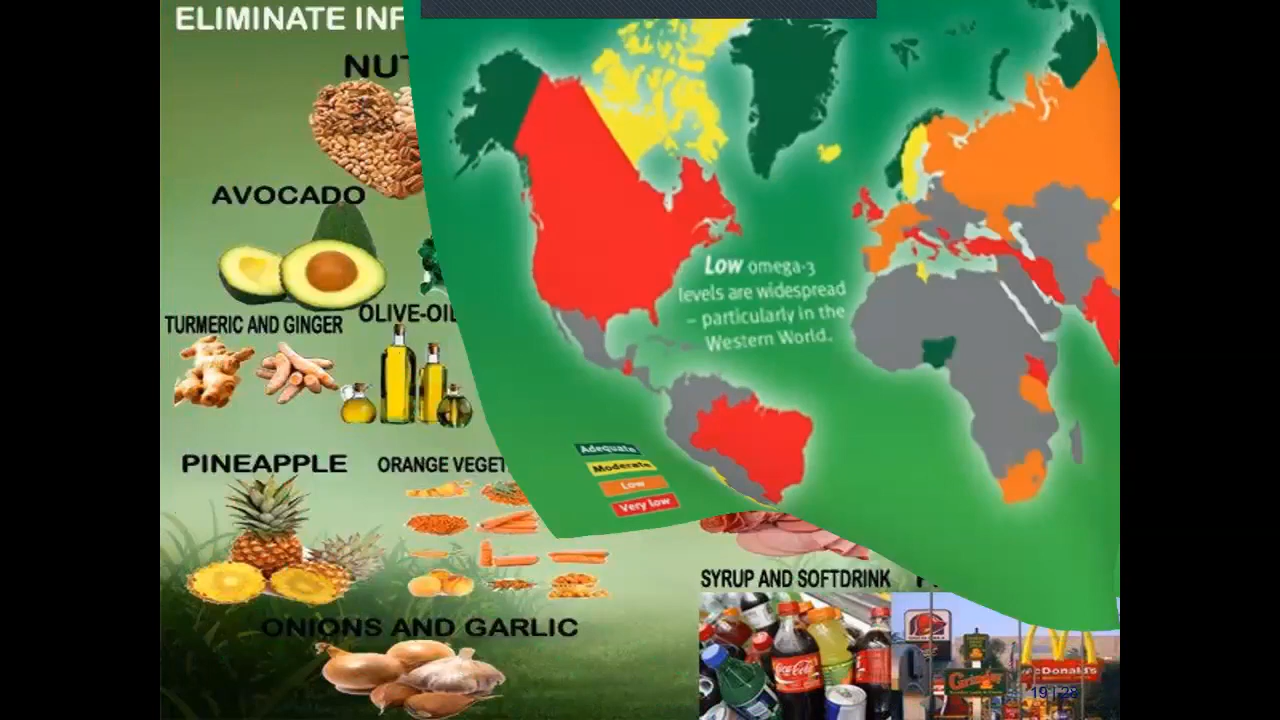 ELIMINATE INF
NUT
AVOCADO
TURMERIC AND GINGER
OLIVE-OIL
PINEAPPLE
ORANGE VEGET
ONIONS AND GARLIC
Low omega-3
levels are widespread
– particularly in the
Western World.
Adequate
Moderate
Low
Very low
SYRUP AND SOFTDRINK
Coca-Cola
McDonald's